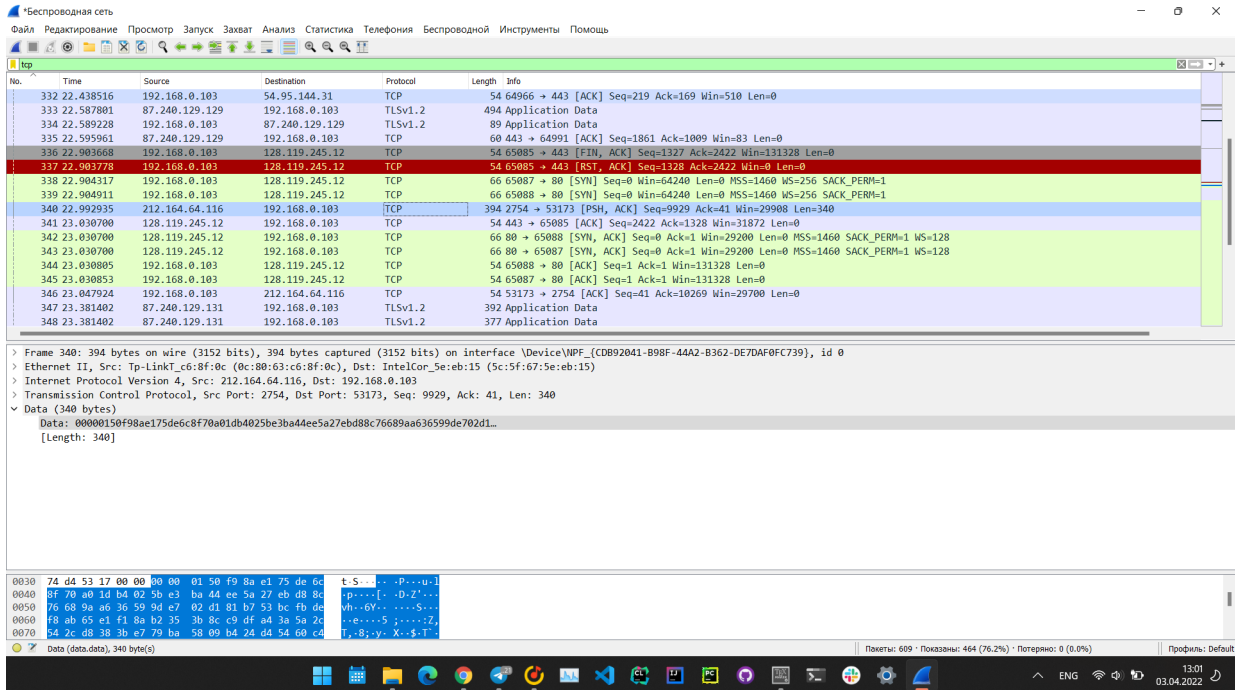 *Беспроводная сеть
Файл Редактирование Просмотр Запуск Захват Анализ Статистика Телефония Беспроводной Инструменты Помощь
tcp
No. Time Source Destination Protocol Length Info
332 22.438516 192.168.0.103 54.95.144.31 TCP 54 64966 → 443 [ACK] Seq=219 Ack=169 Win=510 Len=0
333 22.587801 87.240.129.129 192.168.0.103 TLSv1.2 494 Application Data
334 22.589228 192.168.0.103 87.240.129.129 TLSv1.2 89 Application Data
335 22.595961 87.240.129.129 192.168.0.103 TCP 60 443 → 64991 [ACK] Seq=1861 Ack=1009 Win=83 Len=0
336 22.903668 192.168.0.103 128.119.245.12 TCP 54 65085 → 443 [FIN, ACK] Seq=1327 Ack=2422 Win=131328 Len=0
337 22.903778 192.168.0.103 128.119.245.12 TCP 54 65085 → 443 [RST, ACK] Seq=1328 Ack=2422 Win=0 Len=0
338 22.904317 192.168.0.103 128.119.245.12 TCP 66 65087 → 80 [SYN] Seq=0 Win=64240 Len=0 MSS=1460 WS=256 SACK_PERM=1
339 22.904911 192.168.0.103 128.119.245.12 TCP 66 65088 → 80 [SYN] Seq=0 Win=64240 Len=0 MSS=1460 WS=256 SACK_PERM=1
340 22.992935 212.164.64.116 192.168.0.103 TCP 394 2754 → 53173 [PSH, ACK] Seq=9929 Ack=41 Win=29908 Len=340
341 23.030700 128.119.245.12 192.168.0.103 TCP 54 443 → 65085 [ACK] Seq=2422 Ack=1328 Win=31872 Len=0
342 23.030700 128.119.245.12 192.168.0.103 TCP 66 80 → 65088 [SYN, ACK] Seq=0 Ack=1 Win=29200 Len=0 MSS=1460 SACK_PERM=1 WS=128
343 23.030700 128.119.245.12 192.168.0.103 TCP 66 80 → 65087 [SYN, ACK] Seq=0 Ack=1 Win=29200 Len=0 MSS=1460 SACK_PERM=1 WS=128
344 23.030805 192.168.0.103 128.119.245.12 TCP 54 65088 → 80 [ACK] Seq=1 Ack=1 Win=131328 Len=0
345 23.030853 192.168.0.103 128.119.245.12 TCP 54 65087 → 80 [ACK] Seq=1 Ack=1 Win=131328 Len=0
346 23.047924 192.168.0.103 212.164.64.116 TCP 54 53173 → 2754 [ACK] Seq=41 Ack=10269 Win=29700 Len=0
347 23.381402 87.240.129.131 192.168.0.103 TLSv1.2 392 Application Data
348 23.381402 87.240.129.131 192.168.0.103 TLSv1.2 377 Application Data
Frame 340: 394 bytes on wire (3152 bits), 394 bytes captured (3152 bits) on interface \Device\NPF_{CDB92041-B98F-44A2-B362-DE7DAF0FC739}, id 0
Ethernet II, Src: Tp-LinkT_c6:8f:0c (0c:80:63:c6:8f:0c), Dst: IntelCor_5e:eb:15 (5c:5f:67:5e:eb:15)
Internet Protocol Version 4, Src: 212.164.64.116, Dst: 192.168.0.103
Transmission Control Protocol, Src Port: 2754, Dst Port: 53173, Seq: 9929, Ack: 41, Len: 340
Data (340 bytes)
Data: 00000150f98ae175de6c8f70a01db4025be3ba44ee5a27ebd88c76689aa636599de702d1…
[Length: 340]
0030 74 d4 53 17 00 00 00 00 01 50 f9 8a e1 75 de 6c t·S····· ·P···u·l
0040 8f 70 a0 1d b4 02 5b e3 ba 44 ee 5a 27 eb d8 8c ·p····[· ·D·Z'···
0050 76 68 9a a6 36 59 9d e7 02 d1 81 b7 53 bc fb de vh··6Y·· ····S···
0060 f8 ab 65 e1 f1 8a b2 35 3b 8c c9 df a4 3a 5a 2c ··e····5 ;····:Z,
0070 54 2c d8 38 3b e7 79 ba 58 09 b4 24 d4 54 60 c4 T,·8;·y· X··$·T`·
Data (data.data), 340 byte(s) Пакеты: 609 · Показаны: 464 (76.2%) · Потеряно: 0 (0.0%) Профиль: Default
ENG 13:01
03.04.2022